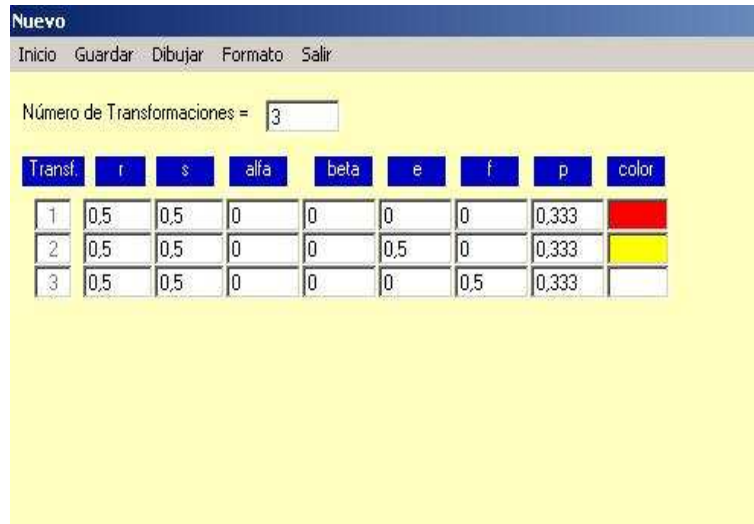 Nuevo
Inicio Guardar Dibujar Formato Salir
Número de Transformaciones = 3
Transf. r s alfa beta e f p color
1 0,5 0,5 0 0 0 0 0,333
2 0,5 0,5 0 0 0,5 0 0,333
3 0,5 0,5 0 0 0 0,5 0,333